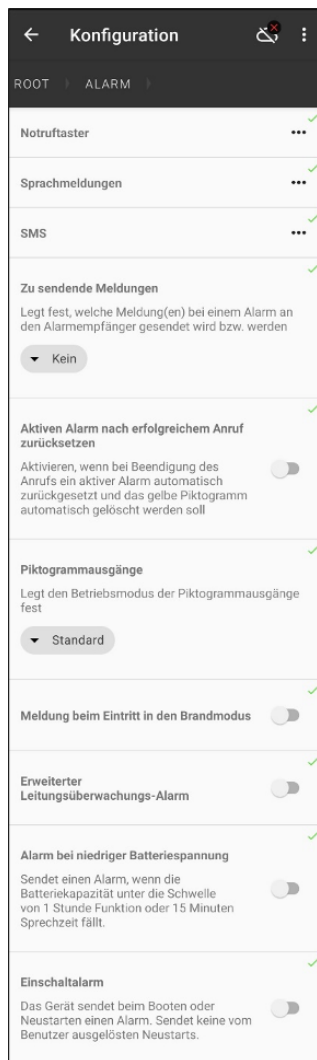 Konfiguration
ROOT ALARM
Notruftaster
Sprachmeldungen
SMS
Zu sendende Meldungen
Legt fest, welche Meldung(en) bei einem Alarm an
den Alarmempfänger gesendet wird bzw. werden
Kein
Aktiven Alarm nach erfolgreichem Anruf
zurücksetzen
Aktivieren, wenn bei Beendigung des
Anrufs ein aktiver Alarm automatisch
zurückgesetzt und das gelbe Piktogramm
automatisch gelöscht werden soll
Piktogrammausgänge
Legt den Betriebsmodus der Piktogrammausgänge
fest
Standard
Meldung beim Eintritt in den Brandmodus
Erweiterter
Leitungsüberwachungs-Alarm
Alarm bei niedriger Batteriespannung
Sendet einen Alarm, wenn die
Batteriekapazität unter die Schwelle
von 1 Stunde Funktion oder 15 Minuten
Sprechzeit fällt.
Einschaltalarm
Das Gerät sendet beim Booten oder
Neustarten einen Alarm. Sendet keine vom
Benutzer ausgelösten Neustarts.